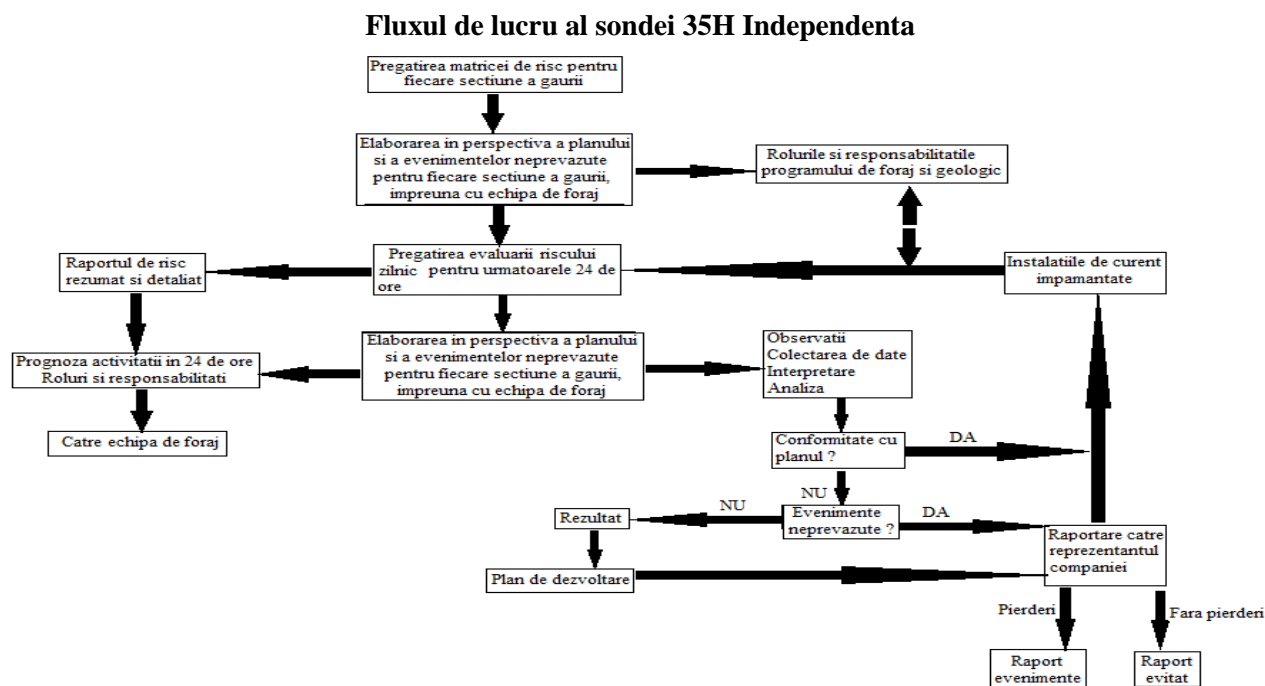 Fluxul de lucru al sondei 35H Independenta
Pregatirea matricei de risc pentru
fiecare sectiune a gaurii
Elaborarea in perspectiva a planului
si a evenimentelor neprevazute
pentru fiecare sectiune a gaurii,
impreuna cu echipa de foraj
Rolurile si responsabilitatile
programului de foraj si geologic
Raportul de risc
rezumat si detaliat
Pregatirea evaluarii riscului
zilnic pentru urmatoarele 24 de
ore
Instalatiile de curent
impamantate
Prognoza activitatii in 24 de ore
Roluri si responsabilitati
Elaborarea in perspectiva a planului
si a evenimentelor neprevazute
pentru fiecare sectiune a gaurii,
impreuna cu echipa de foraj
Observatii
Colectarea de date
Interpretare
Analiza
Catre echipa de foraj
Conformitate cu
planul ?
DA
NU
Rezultat
NU
Evenimente
neprevazute ?
DA
Raportare catre
reprezentantul
companiei
Plan de dezvoltare
Pierderi
Fara pierderi
Raport
evenimente
Raport
evitat